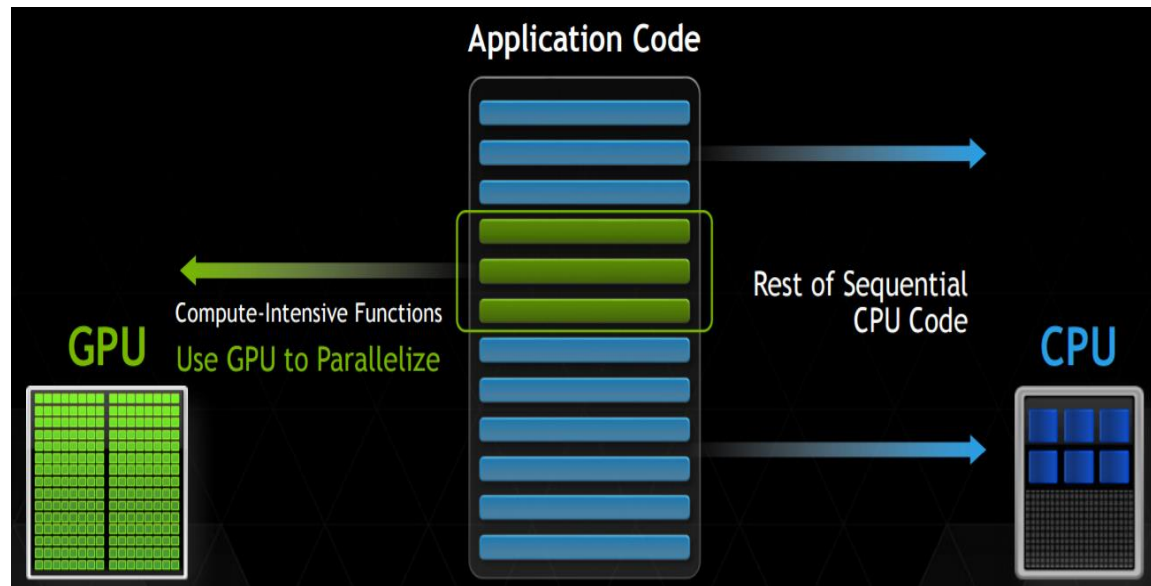 Application Code
Compute-Intensive Functions
Use GPU to Parallelize
GPU
Rest of Sequential
CPU Code
CPU